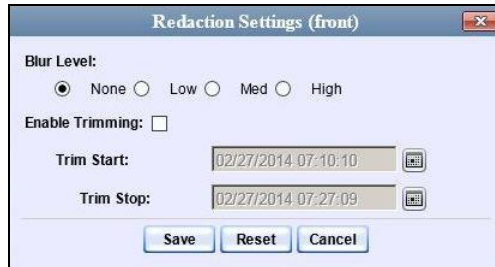 Redaction Settings (front)
Blur Level:
None Low Med High
Enable Trimming:
Trim Start: 02/27/2014 07:10:10
Trim Stop: 02/27/2014 07:27:09
Save Reset Cancel